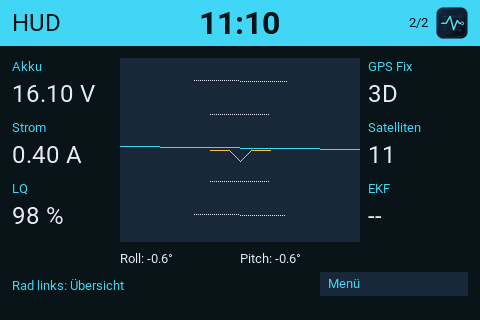 HUD
11:10
2/2
Akku
16.10 V
Strom
0.40 A
LQ
98 %
GPS Fix
3D
Satelliten
11
EKF
--
Roll: -0.6°
Pitch: -0.6°
Rad links: Übersicht
Menü